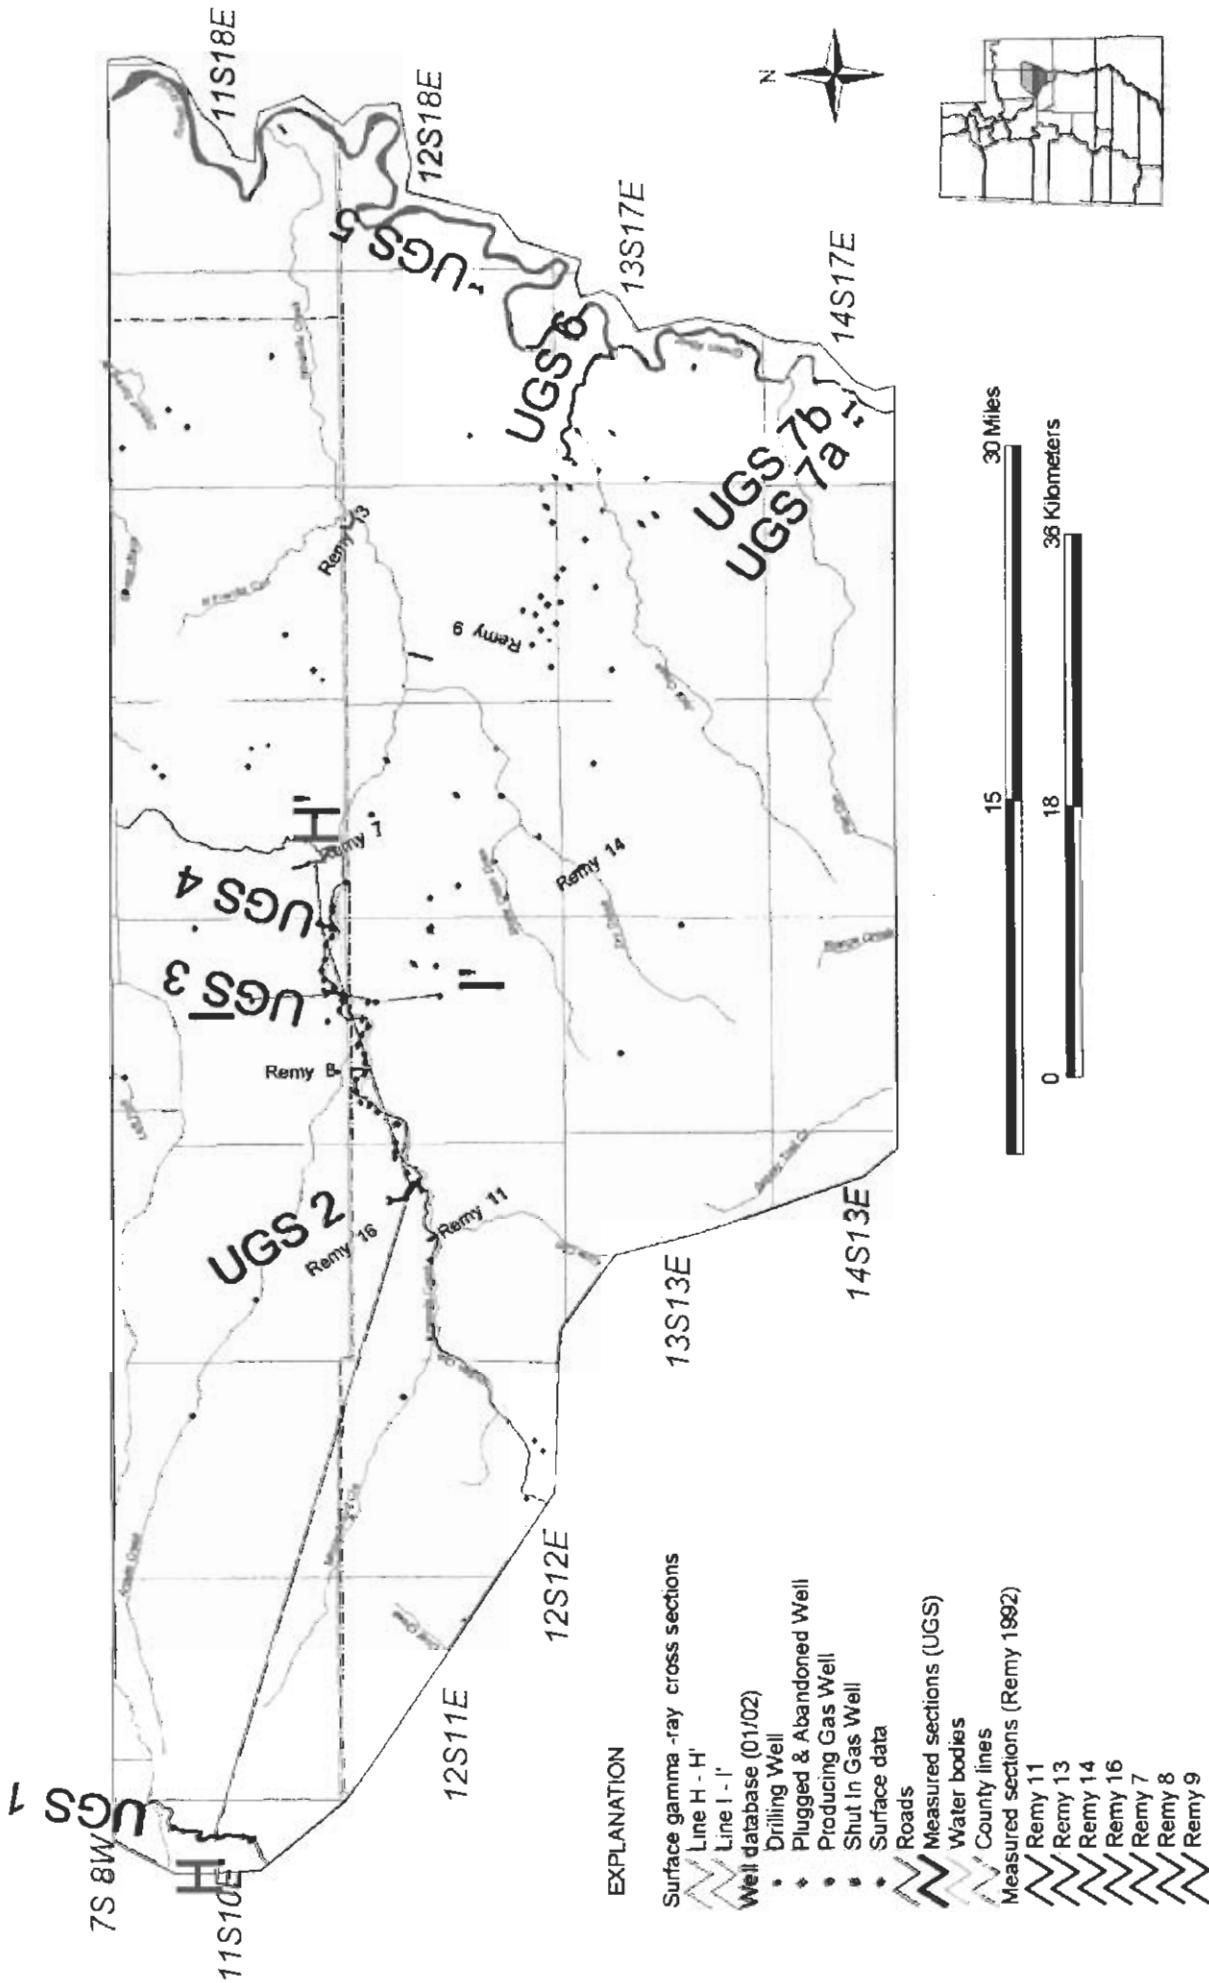 7S 8W
11S10E
12S11E
12S12E
13S13E
14S13E
11S18E
12S18E
13S17E
14S17E
UGS 1
UGS 2
UGS 3
UGS 4
UGS 5
UGS 6
UGS 7b
UGS 7a
H
H'
I
I'
Remy 16
Remy 11
Remy 8
Remy 7
Remy 14
Remy 9
Remy 13
N
15
30 Miles
0
18
36 Kilometers
EXPLANATION
Surface gamma -ray cross sections
Line H - H'
Line I - I'
Well database (01/02)
Drilling Well
Plugged & Abandoned Well
Producing Gas Well
Shut In Gas Well
Surface data
Roads
Measured sections (UGS)
Water bodies
County lines
Measured sections (Remy 1992)
Remy 11
Remy 13
Remy 14
Remy 16
Remy 7
Remy 8
Remy 9